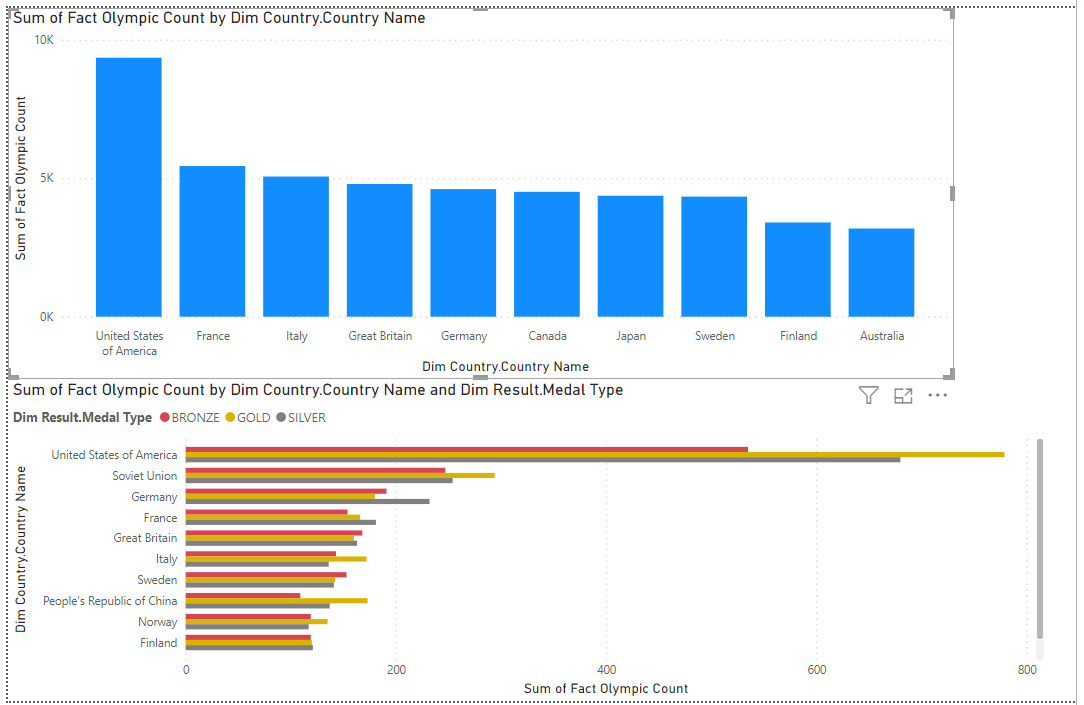 Sum of Fact Olympic Count by Dim Country.Country Name
Sum of Fact Olympic Count
10K
5K
0K
United States of America
France
Italy
Great Britain
Germany
Canada
Japan
Sweden
Finland
Australia
Dim Country.Country Name
Sum of Fact Olympic Count by Dim Country.Country Name and Dim Result.Medal Type
Dim Result.Medal Type BRONZE GOLD SILVER
Dim Country.Country Name
United States of America
Soviet Union
Germany
France
Great Britain
Italy
Sweden
People's Republic of China
Norway
Finland
0 200 400 600 800
Sum of Fact Olympic Count